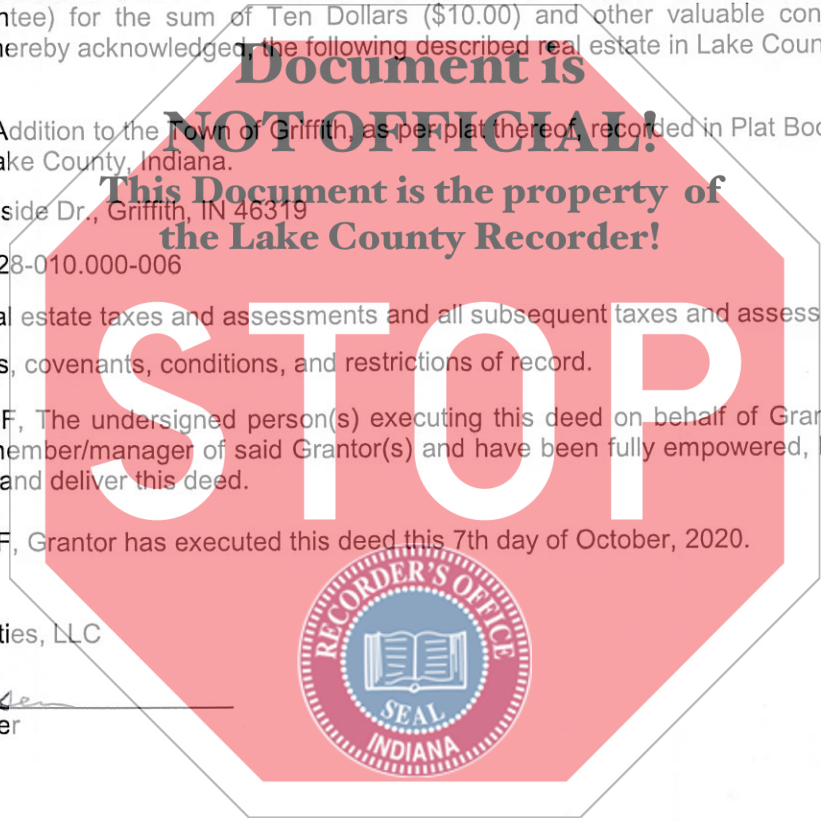 ntee) for the sum of Ten Dollars ($10.00) and other valuable con
hereby acknowledged, the following described real estate in Lake Coun
Document is
NOT OFFICIAL!
Addition to the Town of Griffith, as per plat thereof, recorded in Plat Boo
ake County, Indiana.
This Document is the property of
side Dr., Griffith, IN 46319
the Lake County Recorder!
28-010.000-006
al estate taxes and assessments and all subsequent taxes and assess
s, covenants, conditions, and restrictions of record.
STOP
F, The undersigned person(s) executing this deed on behalf of Gran
member/manager of said Grantor(s) and have been fully empowered,
and deliver this deed.
F, Grantor has executed this deed this 7th day of October, 2020.
RECORDER'S OFFICE
ties, LLC
SEAL
er
INDIANA